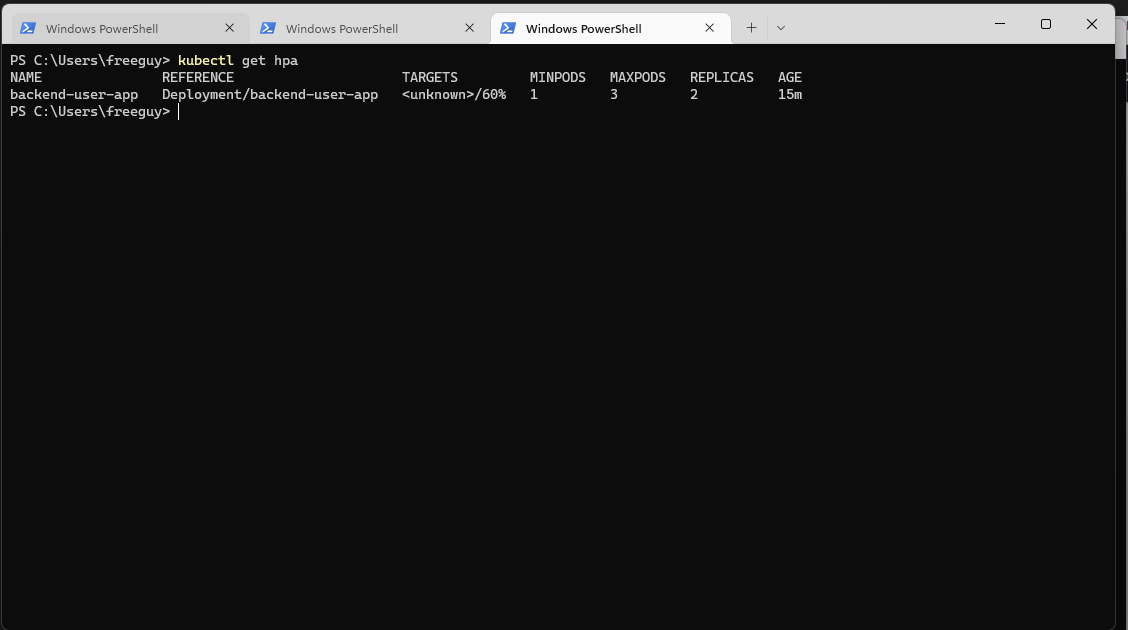 Windows PowerShell Windows PowerShell Windows PowerShell
PS C:\Users\freeguy> kubectl get hpa
NAME REFERENCE TARGETS MINPODS MAXPODS REPLICAS AGE
backend-user-app Deployment/backend-user-app <unknown>/60% 1 3 2 15m
PS C:\Users\freeguy>